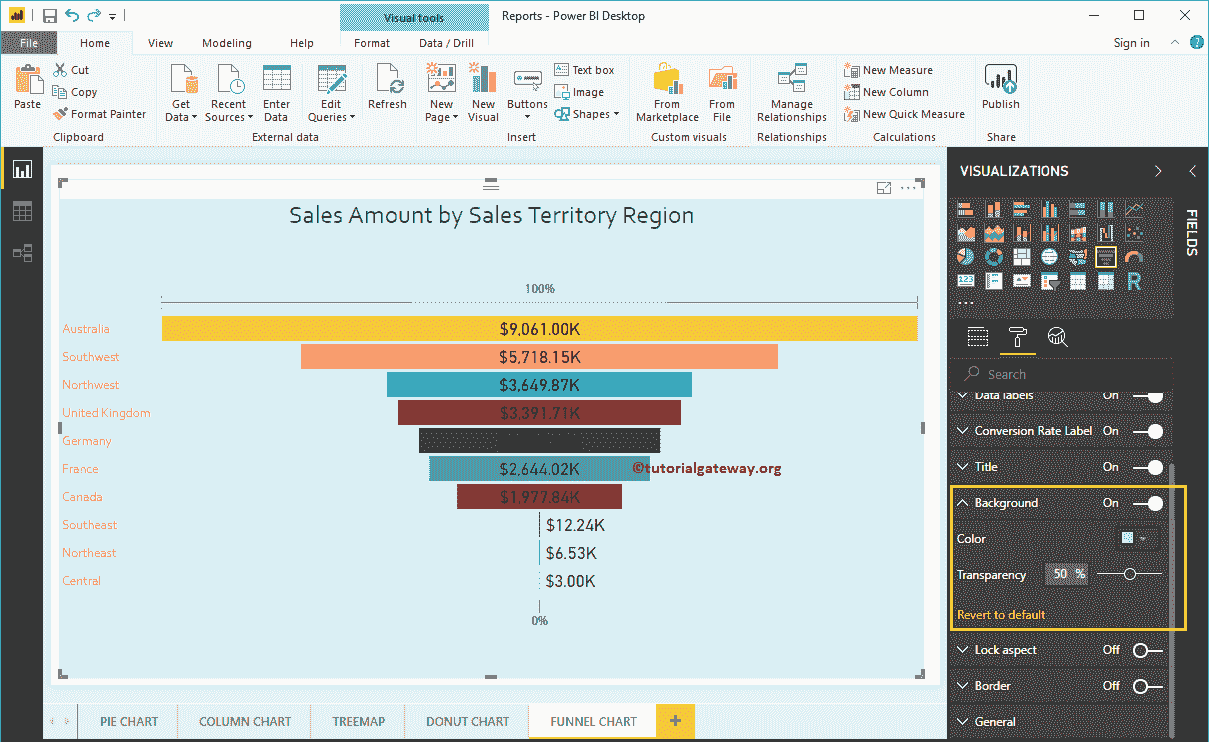 Visual tools
Reports - Power BI Desktop
File Home View Modeling Help Format Data / Drill Sign in
Paste
Cut
Copy
Format Painter
Clipboard
Get Data
Recent Sources
Enter Data
Edit Queries
Refresh
External data
New Page
New Visual
Buttons
Text box
Image
Shapes
Insert
From Marketplace
From File
Custom visuals
Manage Relationships
Relationships
New Measure
New Column
New Quick Measure
Calculations
Publish
Share
Sales Amount by Sales Territory Region
100%
Australia $9,061.00K
Southwest $5,718.15K
Northwest $3,649.87K
United Kingdom $3,391.71K
Germany
France $2,644.02K
©tutorialgateway.org
Canada $1,977.84K
Southeast $12.24K
Northeast $6.53K
Central $3.00K
0%
VISUALIZATIONS
FIELDS
123
R
Search
Data labels On
Conversion Rate Label On
Title On
Background On
Color
Transparency 50 %
Revert to default
Lock aspect Off
Border Off
General
PIE CHART COLUMN CHART TREEMAP DONUT CHART FUNNEL CHART +